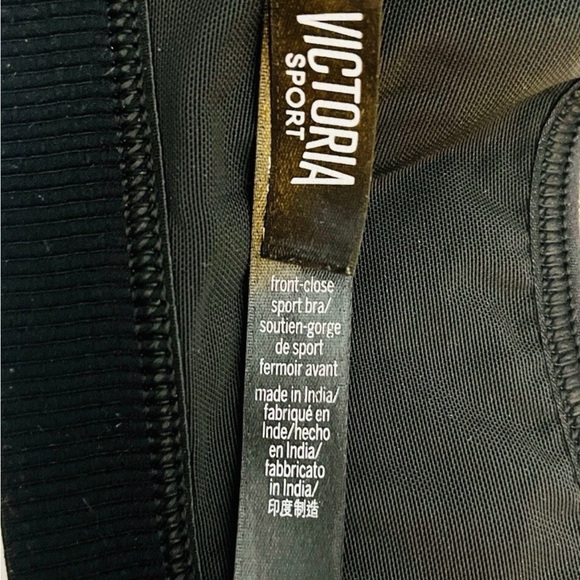 VICTORIA
SPORT
front-close
sport bra/
soutien-gorge
de sport
fermoir avant
made in India/
fabriqué en
Inde/hecho
en India/
fabbricato
in India/
印度制造